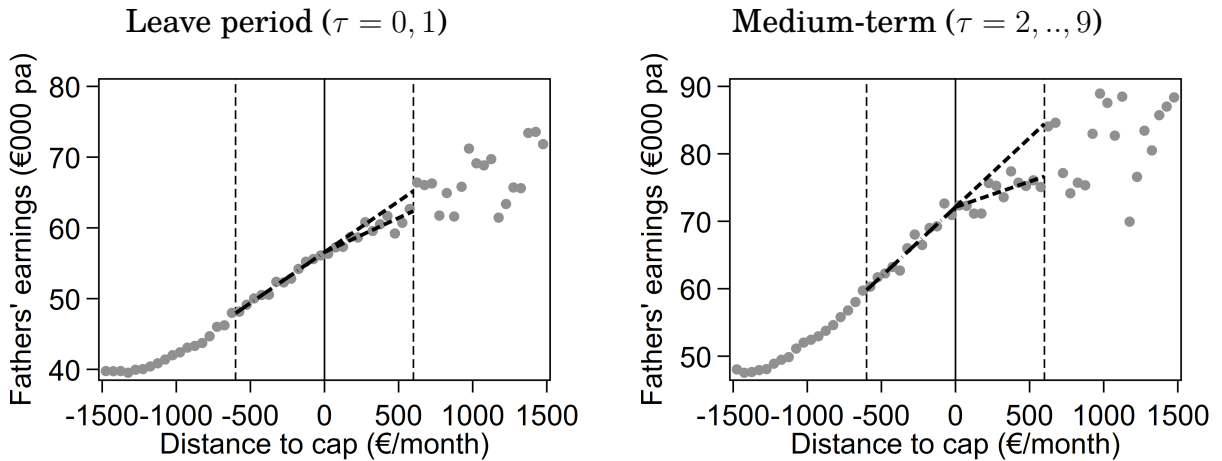 Leave period (τ = 0, 1)
Fathers' earnings (€000 pa)
80
70
60
50
40
-1500 -1000 -500 0 500 1000 1500
Distance to cap (€/month)
Medium-term (τ = 2, .., 9)
Fathers' earnings (€000 pa)
90
80
70
60
50
-1500 -1000 -500 0 500 1000 1500
Distance to cap (€/month)